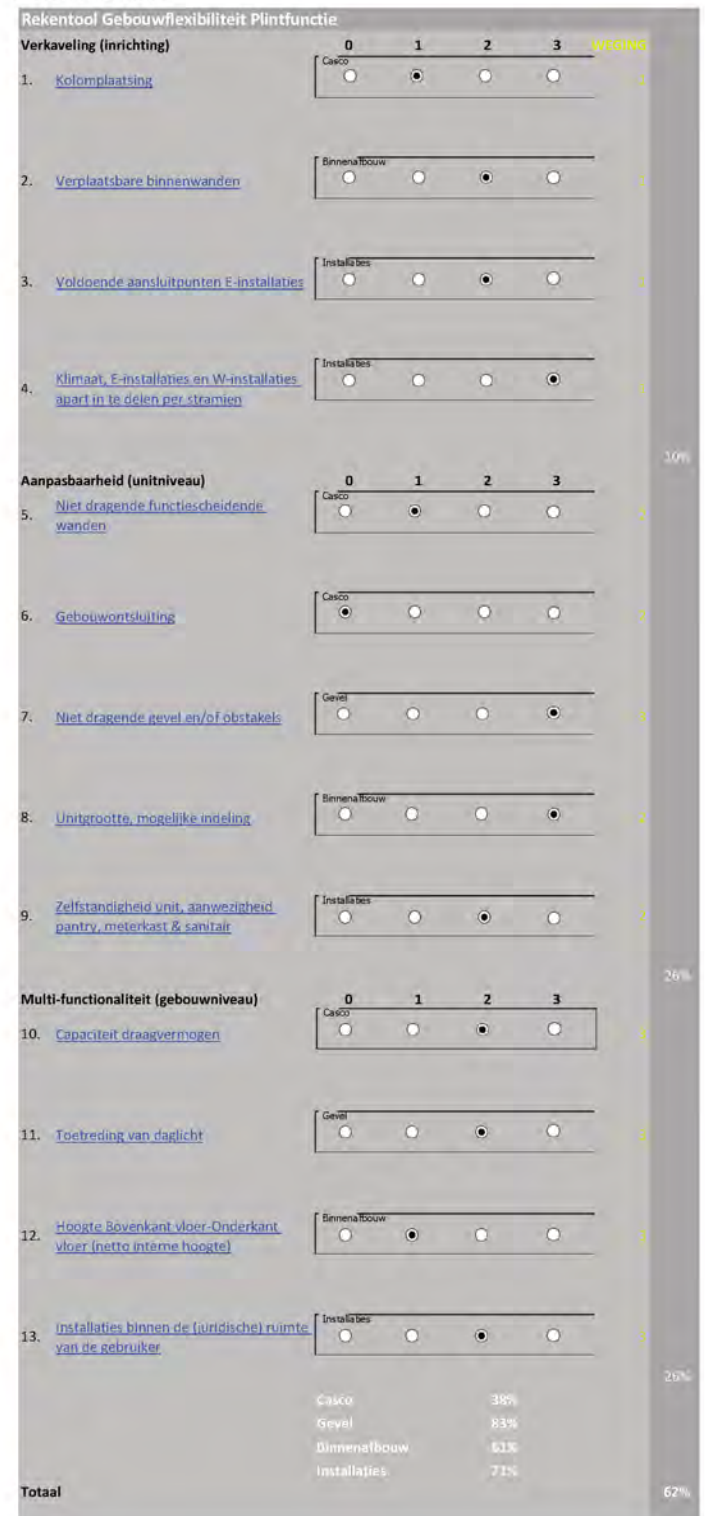 Rekentool Gebouwflexibiliteit Plintfunctie
Verkaveling (inrichting) 0 1 2 3 WEGING
Casco
1. Kolomplaatsing
Binnenafbouw
2. Verplaatsbare binnenwanden
Installaties
3. Voldoende aansluitpunten E-installaties
Installaties
4. Klimaat, E-installaties en W-installaties
apart in te delen per stramien
10%
Aanpasbaarheid (unitniveau) 0 1 2 3
Casco
5. Niet dragende functiescheidende
wanden
Casco
6. Gebouwontsluiting
Gevel
7. Niet dragende gevel en/of obstakels
Binnenafbouw
8. Unitgrootte, mogelijke indeling
Installaties
9. Zelfstandigheid unit, aanwezigheid
pantry, meterkast & sanitair
26%
Multi-functionaliteit (gebouwniveau) 0 1 2 3
Casco
10. Capaciteit draagvermogen
Gevel
11. Toetreding van daglicht
Binnenafbouw
12. Hoogte Bovenkant vloer-Onderkant
vloer (netto interne hoogte)
Installaties
13. Installaties binnen de (juridische) ruimte
van de gebruiker
26%
Casco 38%
Gevel 83%
Binnenafbouw 61%
Installaties 71%
Totaal 62%